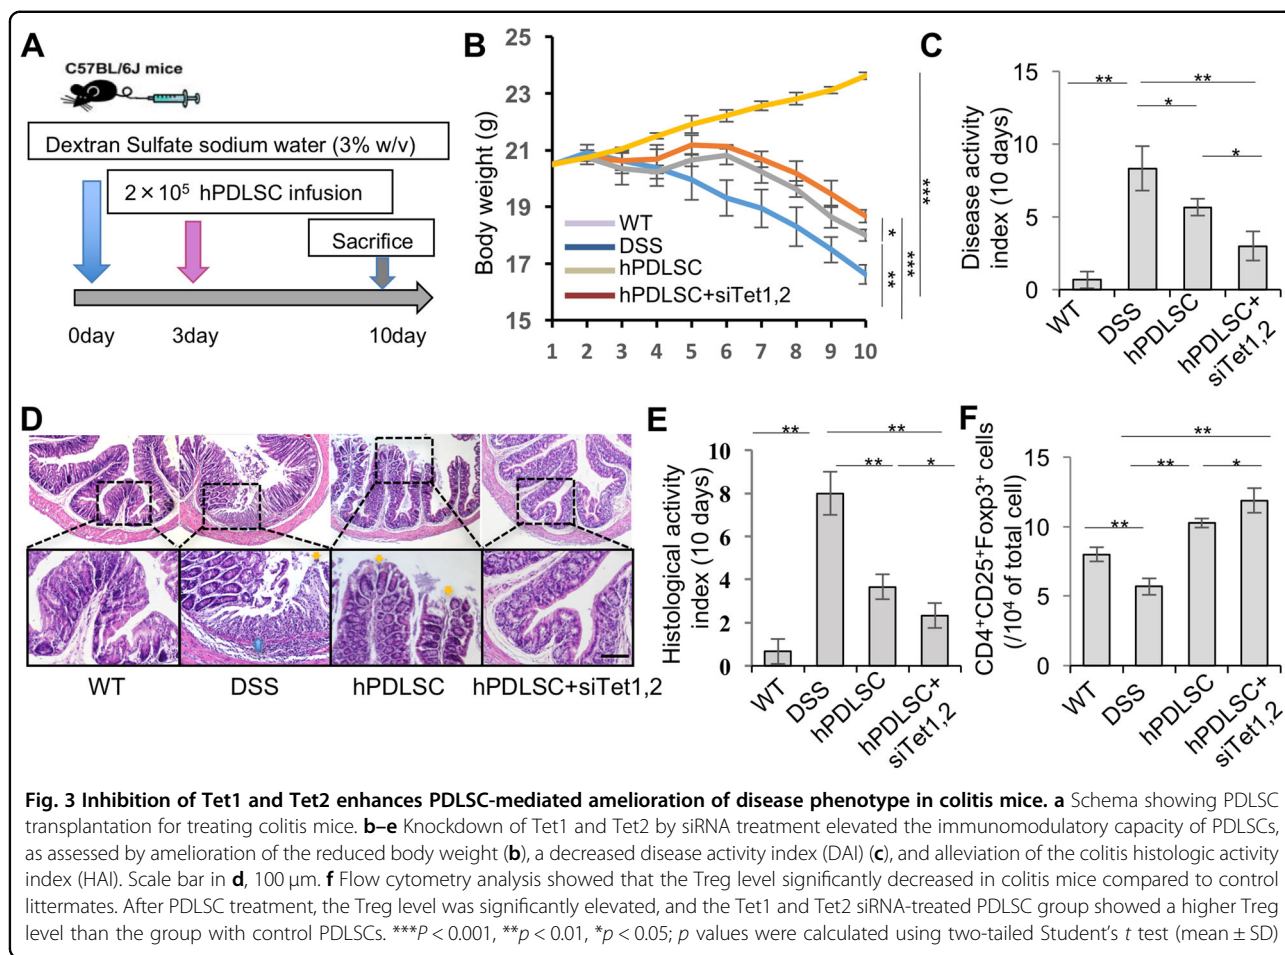 A
C57BL/6J mice
Dextran Sulfate sodium water (3% w/v)
2×10⁵ hPDLSC infusion
Sacrifice
0day
3day
10day
B
Body weight (g)
25
23
21
19
17
15
1 2 3 4 5 6 7 8 9 10
WT
DSS
hPDLSC
hPDLSC+siTet1,2
*
**
***
***
C
Disease activity
index (10 days)
15
10
5
0
**
**
*
*
WT
DSS
hPDLSC
hPDLSC+
siTet1,2
D
WT
DSS
hPDLSC
hPDLSC+siTet1,2
E
Histological activity
index (10 days)
10
8
6
4
2
0
**
**
**
*
WT
DSS
hPDLSC
hPDLSC+
siTet1,2
F
CD4⁺CD25⁺Foxp3⁺ cells
(/10⁴ of total cell)
15
10
5
0
**
**
*
**
WT
DSS
hPDLSC
hPDLSC+
siTet1,2
Fig. 3 Inhibition of Tet1 and Tet2 enhances PDLSC-mediated amelioration of disease phenotype in colitis mice. a Schema showing PDLSC
transplantation for treating colitis mice. b–e Knockdown of Tet1 and Tet2 by siRNA treatment elevated the immunomodulatory capacity of PDLSCs,
as assessed by amelioration of the reduced body weight (b), a decreased disease activity index (DAI) (c), and alleviation of the colitis histologic activity
index (HAI). Scale bar in d, 100 μm. f Flow cytometry analysis showed that the Treg level significantly decreased in colitis mice compared to control
littermates. After PDLSC treatment, the Treg level was significantly elevated, and the Tet1 and Tet2 siRNA-treated PDLSC group showed a higher Treg
level than the group with control PDLSCs. ***P < 0.001, **p < 0.01, *p < 0.05; p values were calculated using two-tailed Student's t test (mean ± SD)